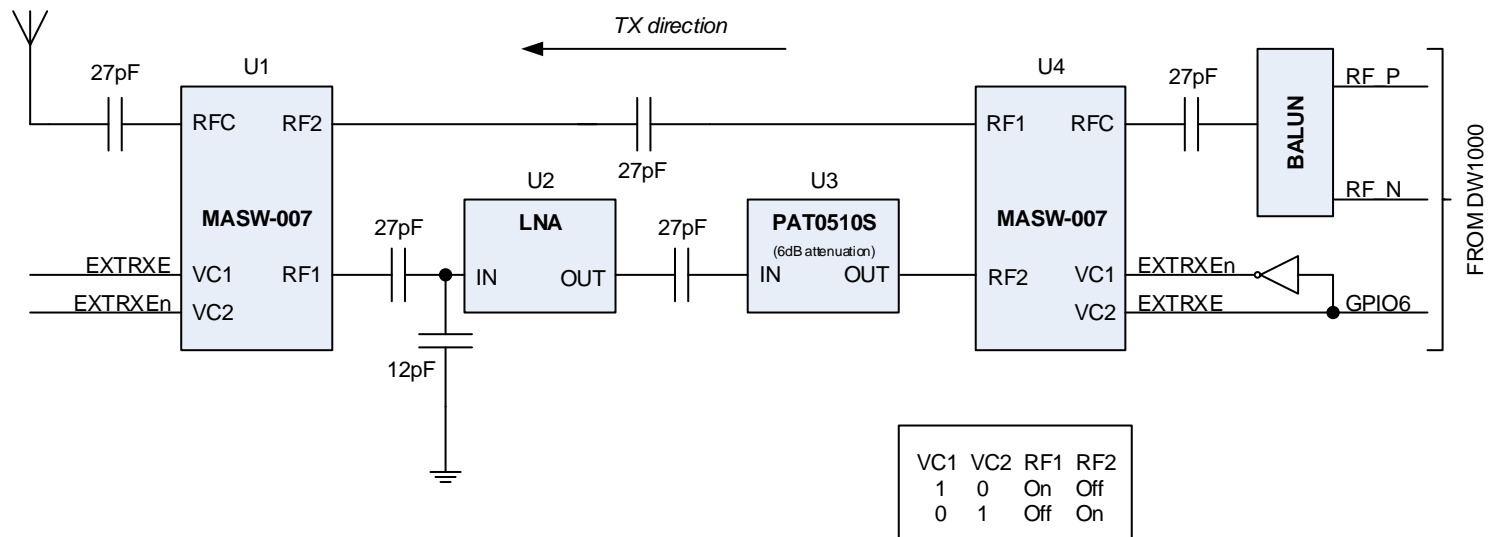 TX direction
27pF
U1
RFC
RF2
MASW-007
VC1
RF1
VC2
EXTRXE
EXTRXEn
27pF
27pF
12pF
U2
LNA
IN
OUT
27pF
U3
PAT0510S
(6dB attenuation)
IN
OUT
U4
RF1
RFC
MASW-007
RF2
VC1
VC2
27pF
BALUN
RF_P
RF_N
EXTRXEn
EXTRXE
GPIO6
FROM DW1000
VC1 VC2 RF1 RF2
1 0 On Off
0 1 Off On